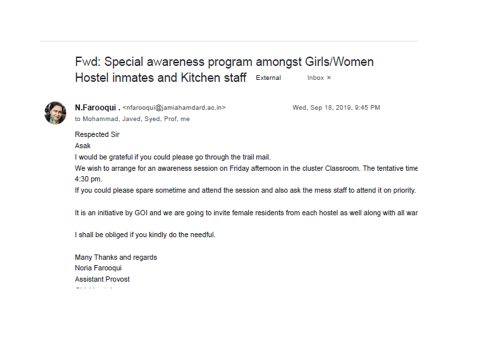 Fwd: Special awareness program amongst Girls/Women
Hostel inmates and Kitchen staff External Inbox ×
N.Farooqui . <nfarooqui@jamiahamdard.ac.in> Wed, Sep 18, 2019, 9:45 PM
to Mohammad, Javed, Syed, Prof, me
Respected Sir
Asak
I would be grateful if you could please go through the trail mail.
We wish to arrange for an awareness session on Friday afternoon in the cluster Classroom. The tentative time
4:30 pm.
If you could please spare sometime and attend the session and also ask the mess staff to attend it on priority.
It is an initiative by GOI and we are going to invite female residents from each hostel as well along with all war
I shall be obliged if you kindly do the needful.
Many Thanks and regards
Noria Farooqui
Assistant Provost